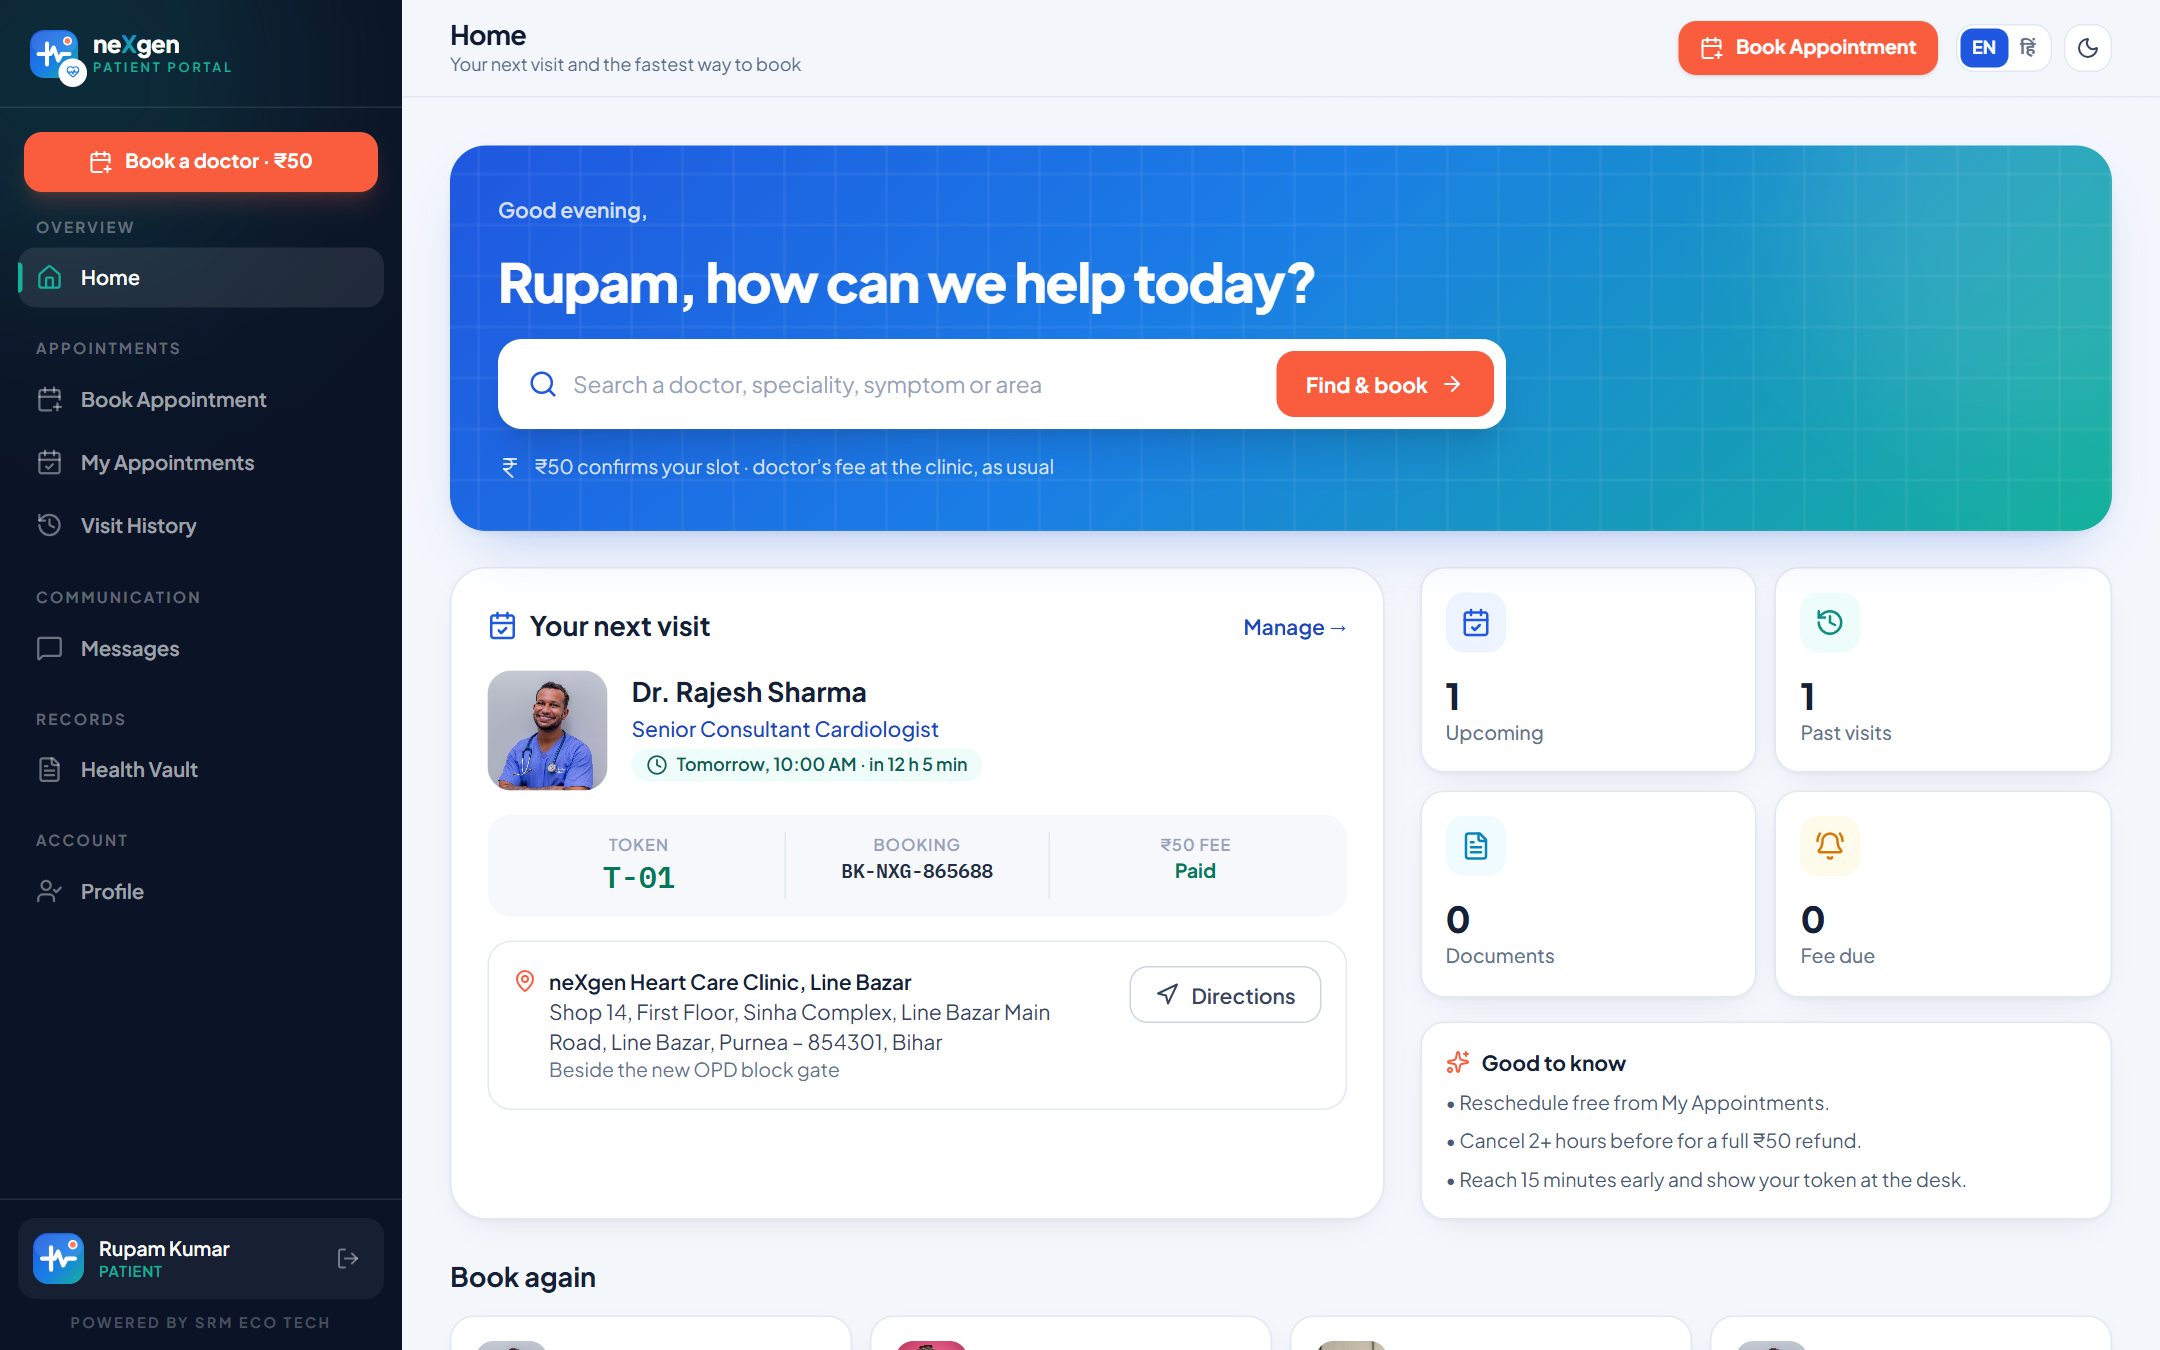 neXgen
PATIENT PORTAL
Book a doctor · ₹50
OVERVIEW
Home
APPOINTMENTS
Book Appointment
My Appointments
Visit History
COMMUNICATION
Messages
RECORDS
Health Vault
ACCOUNT
Profile
Rupam Kumar
PATIENT
POWERED BY SRM ECO TECH
Home
Your next visit and the fastest way to book
Book Appointment
EN
हिं
Good evening,
Rupam, how can we help today?
Search a doctor, speciality, symptom or area
Find & book →
₹ ₹50 confirms your slot · doctor's fee at the clinic, as usual
Your next visit
Manage →
Dr. Rajesh Sharma
Senior Consultant Cardiologist
Tomorrow, 10:00 AM · in 12 h 5 min
TOKEN
T-01
BOOKING
BK-NXG-865688
₹50 FEE
Paid
neXgen Heart Care Clinic, Line Bazar
Shop 14, First Floor, Sinha Complex, Line Bazar Main
Road, Line Bazar, Purnea – 854301, Bihar
Beside the new OPD block gate
Directions
1
Upcoming
1
Past visits
0
Documents
0
Fee due
Good to know
• Reschedule free from My Appointments.
• Cancel 2+ hours before for a full ₹50 refund.
• Reach 15 minutes early and show your token at the desk.
Book again